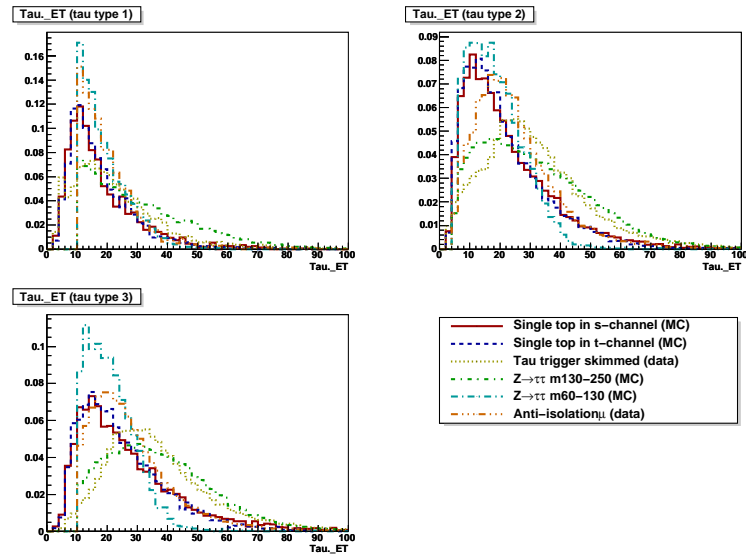 Tau._ET (tau type 1)
0.16
0.14
0.12
0.1
0.08
0.06
0.04
0.02
0
0 10 20 30 40 50 60 70 80 90 100
Tau._ET
Tau._ET (tau type 2)
0.09
0.08
0.07
0.06
0.05
0.04
0.03
0.02
0.01
0
0 10 20 30 40 50 60 70 80 90 100
Tau._ET
Tau._ET (tau type 3)
0.1
0.08
0.06
0.04
0.02
0
0 10 20 30 40 50 60 70 80 90 100
Tau._ET
Single top in s−channel (MC)
Single top in t−channel (MC)
Tau trigger skimmed (data)
Z→ττ m130−250 (MC)
Z→ττ m60−130 (MC)
Anti−isolationμ (data)